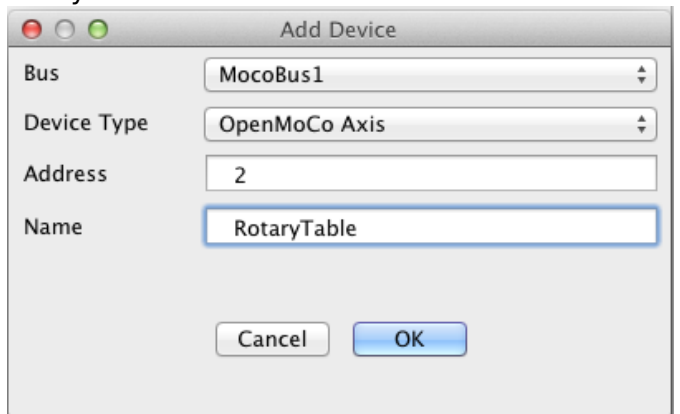 Add Device
Bus MocoBus1
Device Type OpenMoCo Axis
Address 2
Name RotaryTable
Cancel OK